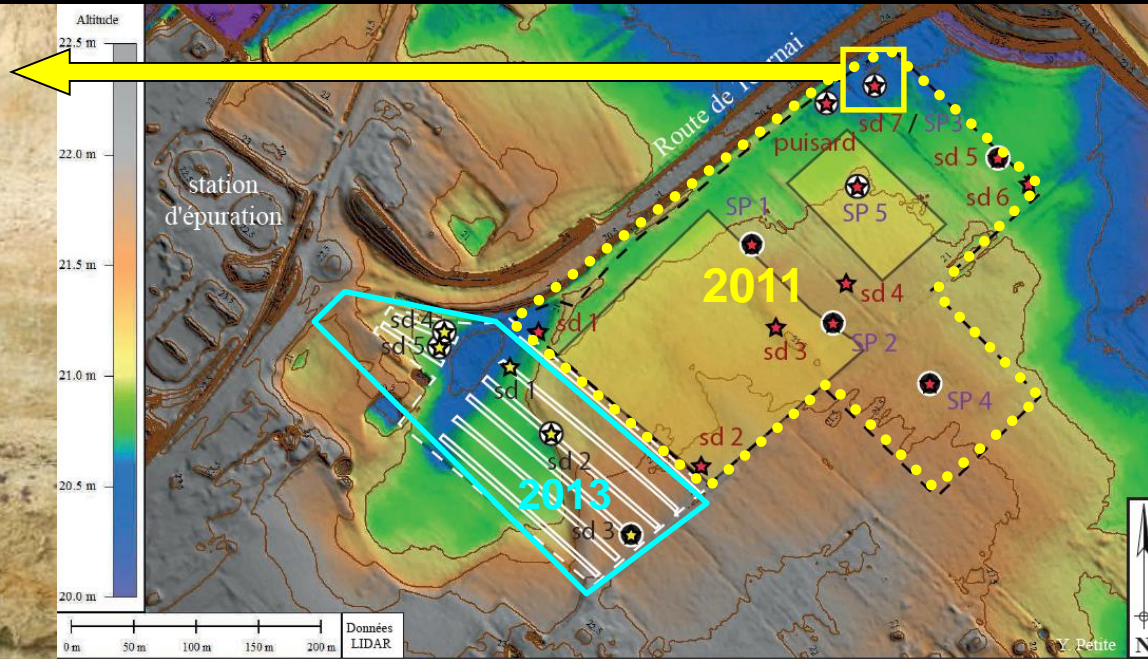 Altitude
22.5 m
22.0 m
21.5 m
21.0 m
20.5 m
20.0 m
0 m 50 m 100 m 150 m 200 m
Données
LIDAR
station
d'épuration
Route de Tournai
puisard
sd 7 / SP3
sd 5
sd 6
SP 5
SP 1
2011
sd 4
sd 3
SP 2
SP 4
sd 1
sd 2
sd 4
sd 5
sd 1
sd 2
2013
sd 3
Y. Petite
N